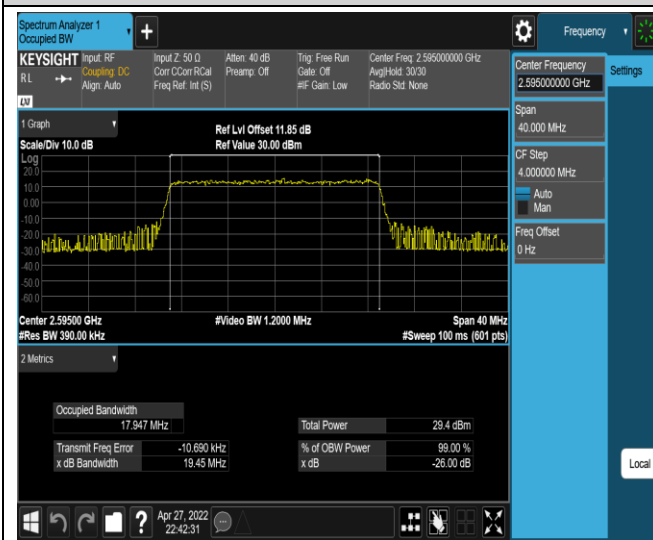 Spectrum Analyzer 1
Occupied BW
+
Frequency
KEYSIGHT
RL
LXI
Input: RF
Coupling: DC
Align: Auto
Input Z: 50 Ω
Corr CCorr RCal
Freq Ref: Int (S)
Atten: 40 dB
Preamp: Off
Trig: Free Run
Gate: Off
#IF Gain: Low
Center Freq: 2.595000000 GHz
Avg|Hold: 30/30
Radio Std: None
Center Frequency
2.595000000 GHz
Settings
Span
40.000 MHz
CF Step
4.000000 MHz
Auto
Man
Freq Offset
0 Hz
Local
1 Graph
Scale/Div 10.0 dB
Ref Lvl Offset 11.85 dB
Ref Value 30.00 dBm
Log
20.0
10.0
0.00
-10.0
-20.0
-30.0
-50.0
-60.0
Center 2.59500 GHz
#Res BW 390.00 kHz
#Video BW 1.2000 MHz
Span 40 MHz
#Sweep 100 ms (601 pts)
2 Metrics
Occupied Bandwidth
17.947 MHz
Total Power 29.4 dBm
Transmit Freq Error -10.690 kHz
% of OBW Power 99.00 %
x dB Bandwidth 19.45 MHz
x dB -26.00 dB
?
Apr 27, 2022
22:42:31